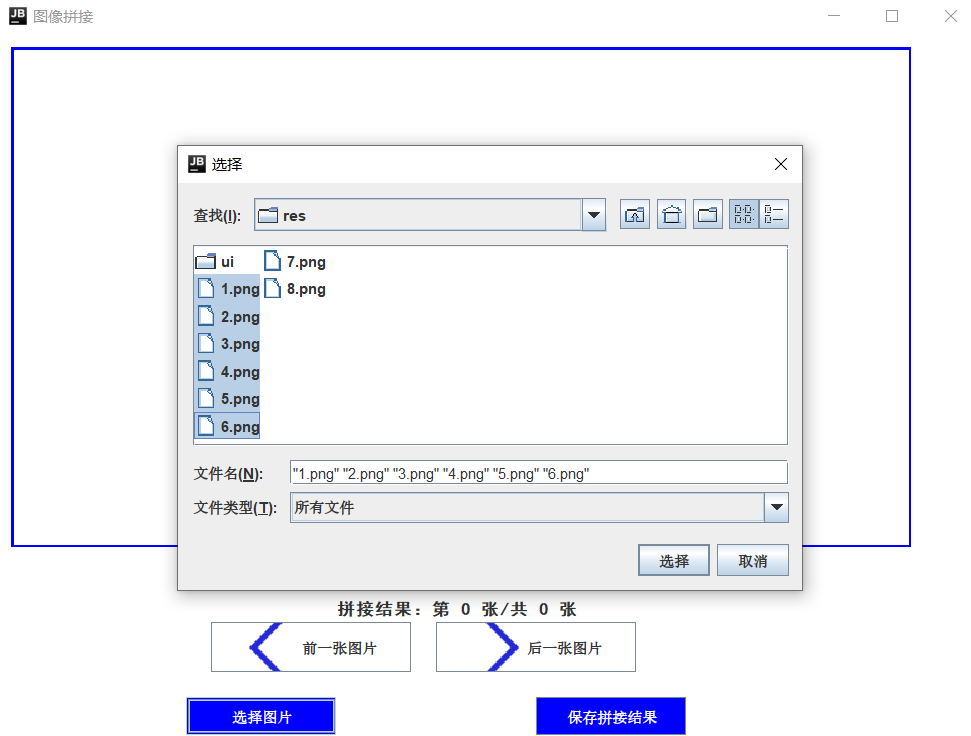 JB 图像拼接
JB 选择
查找(I): res
ui 7.png
1.png 8.png
2.png
3.png
4.png
5.png
6.png
文件名(N): "1.png" "2.png" "3.png" "4.png" "5.png" "6.png"
文件类型(T): 所有文件
选择 取消
拼接结果: 第 0 张/共 0 张
前一张图片 后一张图片
选择图片 保存拼接结果